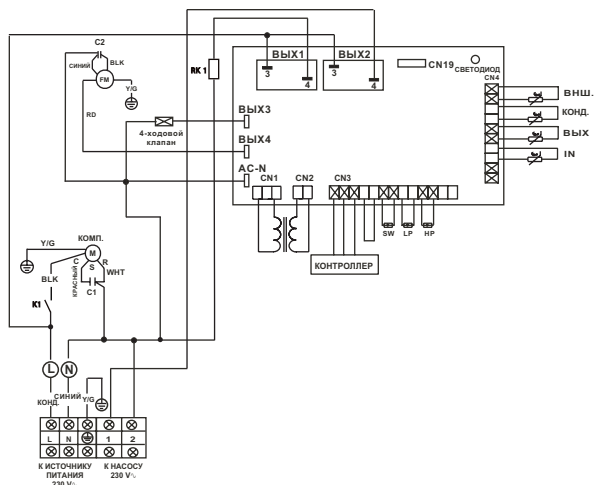 C2
СИНИЙ
BLK
FM
Y/G
RD
RK 1
ВЫХ1
3
4
ВЫХ2
3
4
CN19
СВЕТОДИОД
CN4
ВНШ.
КОНД.
ВЫХ
IN
ВЫХ3
4-ходовой
клапан
ВЫХ4
AC-N
CN1
CN2
CN3
SW
LP
HP
КОНТРОЛЛЕР
Y/G
КОМП.
M
C
S
R
WHT
BLK
КРАСНЫЙ
C1
K1
L
N
КОНД.
СИНИЙ
Y/G
L
N
1
2
К ИСТОЧНИКУ
ПИТАНИЯ
230 V~
К НАСОСУ
230 V~